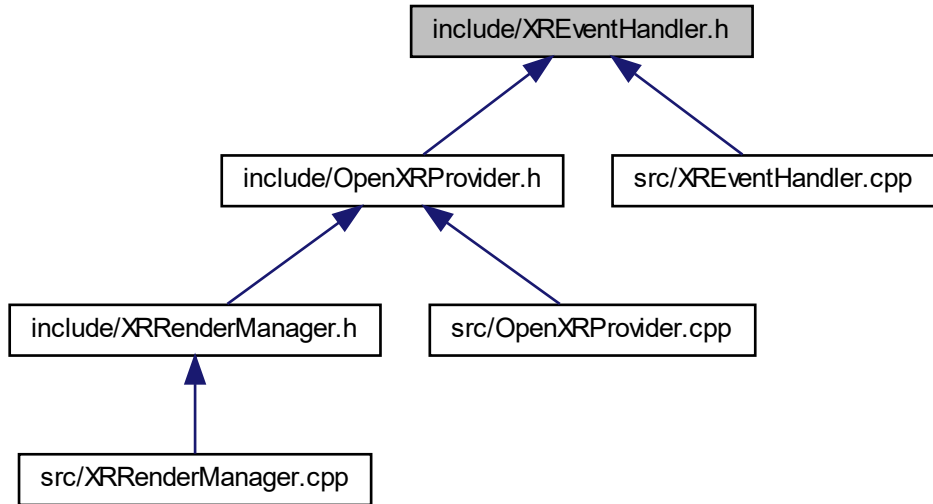 include/XREventHandler.h
include/OpenXRProvider.h
src/XREventHandler.cpp
include/XRRenderManager.h
src/OpenXRProvider.cpp
src/XRRenderManager.cpp